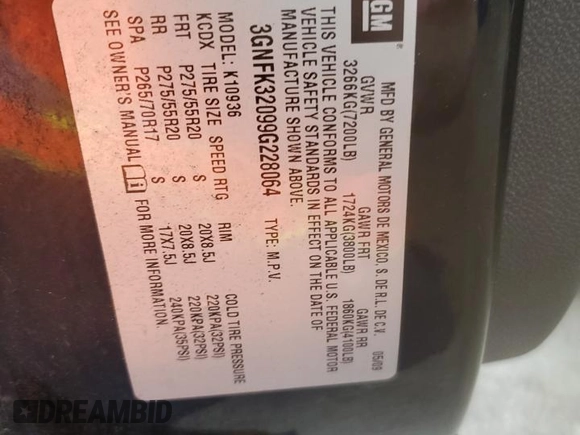 GM
MFD BY GENERAL MOTORS DE MEXICO, S. DE R.L. DE C.V. 05/09
GVWR GAWR FRT GAWR RR
3266KG(7200LB) 1724KG(3800LB) 1860KG(4100LB)
THIS VEHICLE CONFORMS TO ALL APPLICABLE U.S. FEDERAL MOTOR
VEHICLE SAFETY STANDARDS IN EFFECT ON THE DATE OF
MANUFACTURE SHOWN ABOVE.
3GNFK32099G228064 TYPE: M.P.V.
MODEL: K10936
KCDX TIRE SIZE SPEED RTG RIM COLD TIRE PRESSURE
FRT P275/55R20 S 20X8.5J 220KPA(32PSI)
RR P275/55R20 S 20X8.5J 220KPA(32PSI)
SPA P265/70R17 S 17X7.5J 240KPA(35PSI)
SEE OWNER'S MANUAL FOR MORE INFORMATION.
DREAMBID